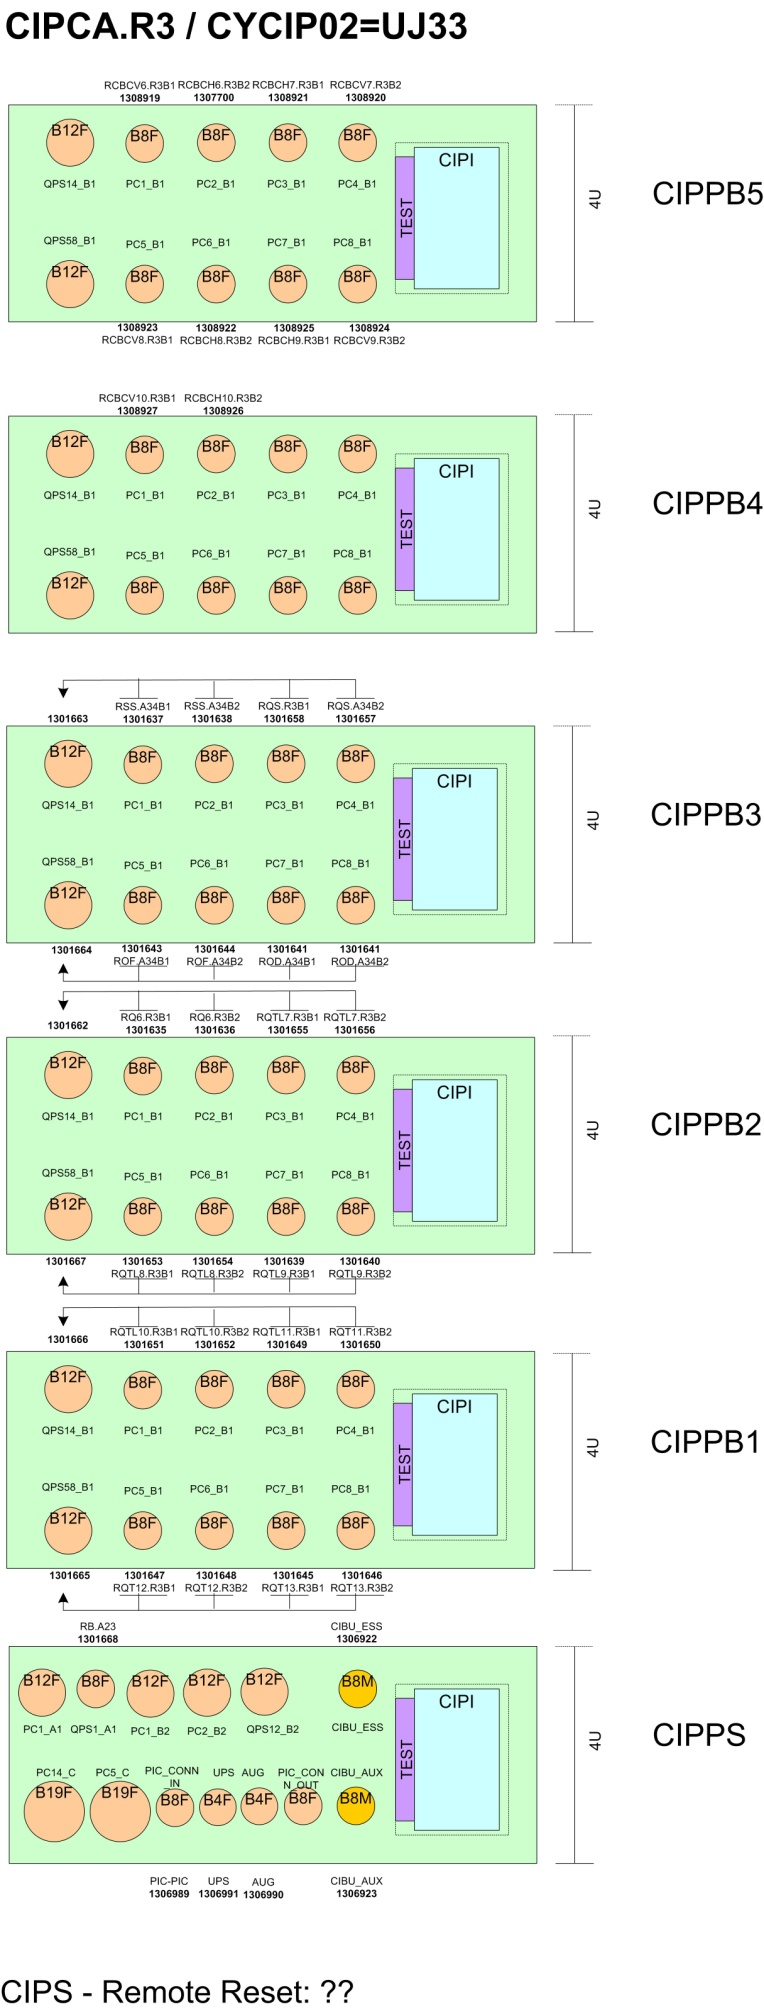 CIPCA.R3 / CYCIP02=UJ33
RCBCV6.R3B1 RCBCH6.R3B2 RCBCH7.R3B1 RCBCV7.R3B2
1308919 1307700 1308921 1308920
B12F B8F B8F B8F B8F CIPI
QPS14_B1 PC1_B1 PC2_B1 PC3_B1 PC4_B1
TEST 4U CIPPB5
QPS58_B1 PC5_B1 PC6_B1 PC7_B1 PC8_B1
B12F B8F B8F B8F B8F
1308923 1308922 1308925 1308924
RCBCV8.R3B1 RCBCH8.R3B2 RCBCH9.R3B1 RCBCV9.R3B2
RCBCV10.R3B1 RCBCH10.R3B2
1308927 1308926
B12F B8F B8F B8F B8F CIPI
QPS14_B1 PC1_B1 PC2_B1 PC3_B1 PC4_B1
TEST 4U CIPPB4
QPS58_B1 PC5_B1 PC6_B1 PC7_B1 PC8_B1
B12F B8F B8F B8F B8F
RSS.A34B1 RSS.A34B2 RQS.R3B1 RQS.A34B2
1301663 1301637 1301638 1301658 1301657
B12F B8F B8F B8F B8F CIPI
QPS14_B1 PC1_B1 PC2_B1 PC3_B1 PC4_B1
TEST 4U CIPPB3
QPS58_B1 PC5_B1 PC6_B1 PC7_B1 PC8_B1
B12F B8F B8F B8F B8F
1301664 1301643 1301644 1301641 1301641
ROF.A34B1 ROF.A34B2 ROD.A34B1 ROD.A34B2
RQ6.R3B1 RQ6.R3B2 RQTL7.R3B1 RQTL7.R3B2
1301662 1301635 1301636 1301655 1301656
B12F B8F B8F B8F B8F CIPI
QPS14_B1 PC1_B1 PC2_B1 PC3_B1 PC4_B1
TEST 4U CIPPB2
QPS58_B1 PC5_B1 PC6_B1 PC7_B1 PC8_B1
B12F B8F B8F B8F B8F
1301667 1301653 1301654 1301639 1301640
RQTL8.R3B1 RQTL8.R3B2 RQTL9.R3B1 RQTL9.R3B2
RQTL10.R3B1 RQTL10.R3B2 RQTL11.R3B1 RQT11.R3B2
1301666 1301651 1301652 1301649 1301650
B12F B8F B8F B8F B8F CIPI
QPS14_B1 PC1_B1 PC2_B1 PC3_B1 PC4_B1
TEST 4U CIPPB1
QPS58_B1 PC5_B1 PC6_B1 PC7_B1 PC8_B1
B12F B8F B8F B8F B8F
1301665 1301647 1301648 1301645 1301646
RQT12.R3B1 RQT12.R3B2 RQT13.R3B1 RQT13.R3B2
RB.A23 CIBU_ESS
1301668 1306922
B12F B8F B12F B12F B12F B8M CIPI
PC1_A1 QPS1_A1 PC1_B2 PC2_B2 QPS12_B2 CIBU_ESS
TEST 4U CIPPS
PC14_C PC5_C PIC_CONN UPS AUG PIC_CON CIBU_AUX
_IN N_OUT
B19F B19F B8F B4F B4F B8F B8M
PIC-PIC UPS AUG CIBU_AUX
1306989 1306991 1306990 1306923
CIPS - Remote Reset: ??